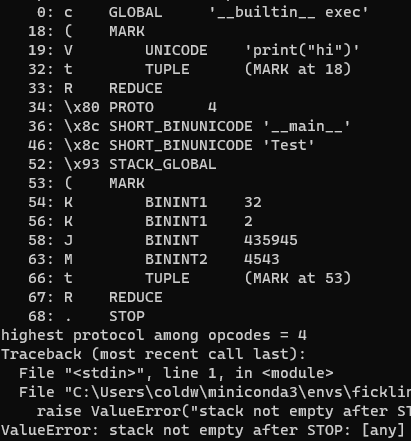 0: c    GLOBAL     '__builtin__ exec'
   18: (    MARK
   19: V        UNICODE    'print("hi")'
   32: t        TUPLE      (MARK at 18)
   33: R    REDUCE
   34: \x80 PROTO      4
   36: \x8c SHORT_BINUNICODE '__main__'
   46: \x8c SHORT_BINUNICODE 'Test'
   52: \x93 STACK_GLOBAL
   53: (    MARK
   54: K        BININT1    32
   56: K        BININT1    2
   58: J        BININT     435945
   63: M        BININT2    4543
   66: t        TUPLE      (MARK at 53)
   67: R    REDUCE
   68: .    STOP
highest protocol among opcodes = 4
Traceback (most recent call last):
  File "<stdin>", line 1, in <module>
  File "C:\Users\coldw\miniconda3\envs\ficklin
    raise ValueError("stack not empty after ST
ValueError: stack not empty after STOP: [any]